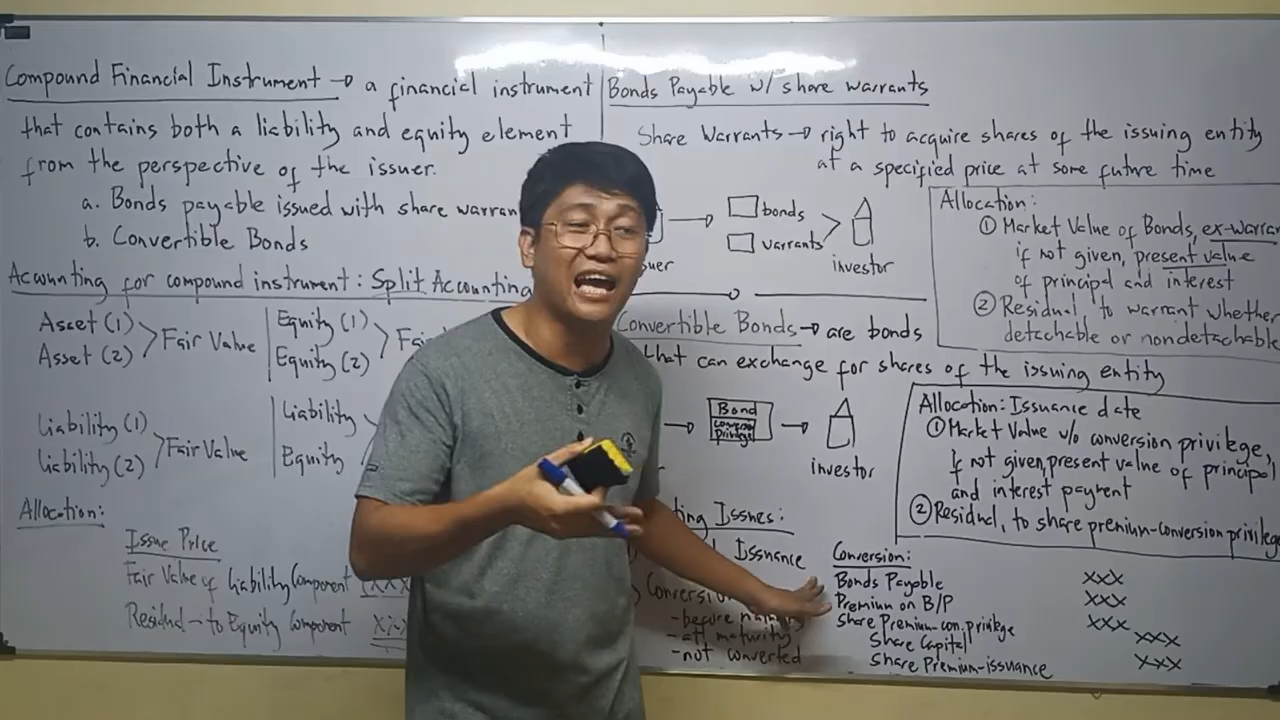 Compound Financial Instrument → a financial instrument
that contains both a liability and equity element
from the perspective of the issuer.
a. Bonds payable issued with share warran
b. Convertible Bonds
Accounting for compound instrument: Split Accounting
Asset (1)
Asset (2)
Fair Value
Equity (1)
Equity (2)
Liability (1)
Liability (2)
Fair Value
Liability
Equity
Allocation:
Issue Price
Fair Value of Liability Component (xxx
Residual - to Equity Component xxx
Bonds Payable w/ share warrants
Share Warrants → right to acquire shares of the issuing entity
at a specified price at some future time
bonds
warrants
investor
Allocation:
① Market Value of Bonds, ex-warran
if not given, present value
of principal and interest
② Residual to warrant whether
detachable or nondetachable
Convertible Bonds → are bonds
that can exchange for shares of the issuing entity
Bond
conversion
privilege
investor
Allocation: Issuance date
① Market Value w/o conversion privilege,
if not given, present value of principal
and interest payment
② Residual, to share premium-conversion privilege
Issues:
Issuance
- before maturity
- at maturity
- not converted
Conversion:
Bonds Payable xxx
Premium on B/P xxx
Share Premium-con. privilege xxx
Share Capital xxx
Share Premium-issuance xxx